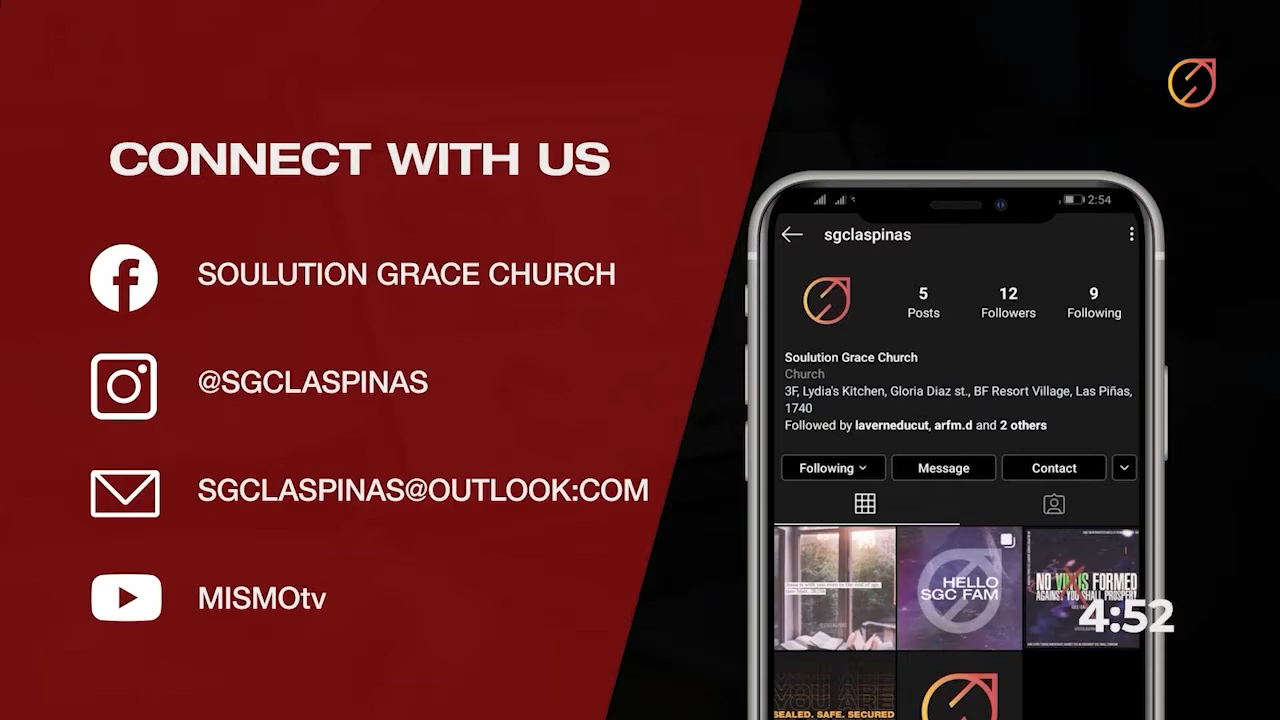 CONNECT WITH US
SOULUTION GRACE CHURCH
@SGCLASPINAS
SGCLASPINAS@OUTLOOK:COM
MISMOtv
2:54
sgclaspinas
5 12 9
Posts Followers Following
Soulution Grace Church
Church
3F, Lydia's Kitchen, Gloria Diaz st., BF Resort Village, Las Piñas,
1740
Followed by laverneducut, arfm.d and 2 others
Following Message Contact
HELLO
SGC FAM
NO VIRUS FORMED
AGAINST YOU SHALL PROSPER
4:52
YOU ARE
SEALED. SAFE. SECURED